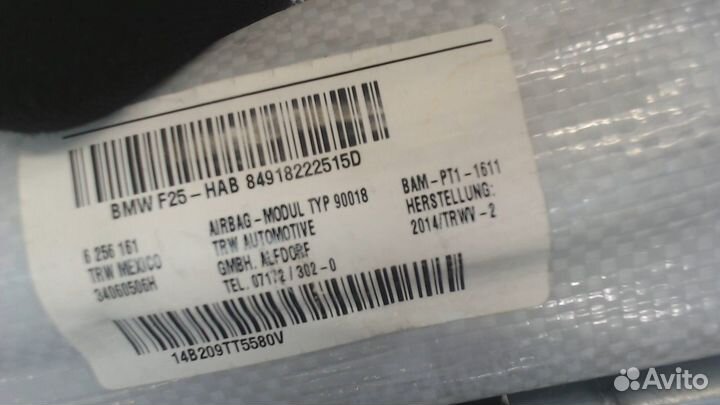 BMW F25-HAB 84918222515D
6 256 161
TRW MEXICO
34060506H
AIRBAG-MODUL TYP 90018
TRW AUTOMOTIVE
GMBH. ALFDORF
TEL. 07172/302-0
BAM-PT1-1611
HERSTELLUNG:
2014/TRWV-2
14B209TT5580V
Avito